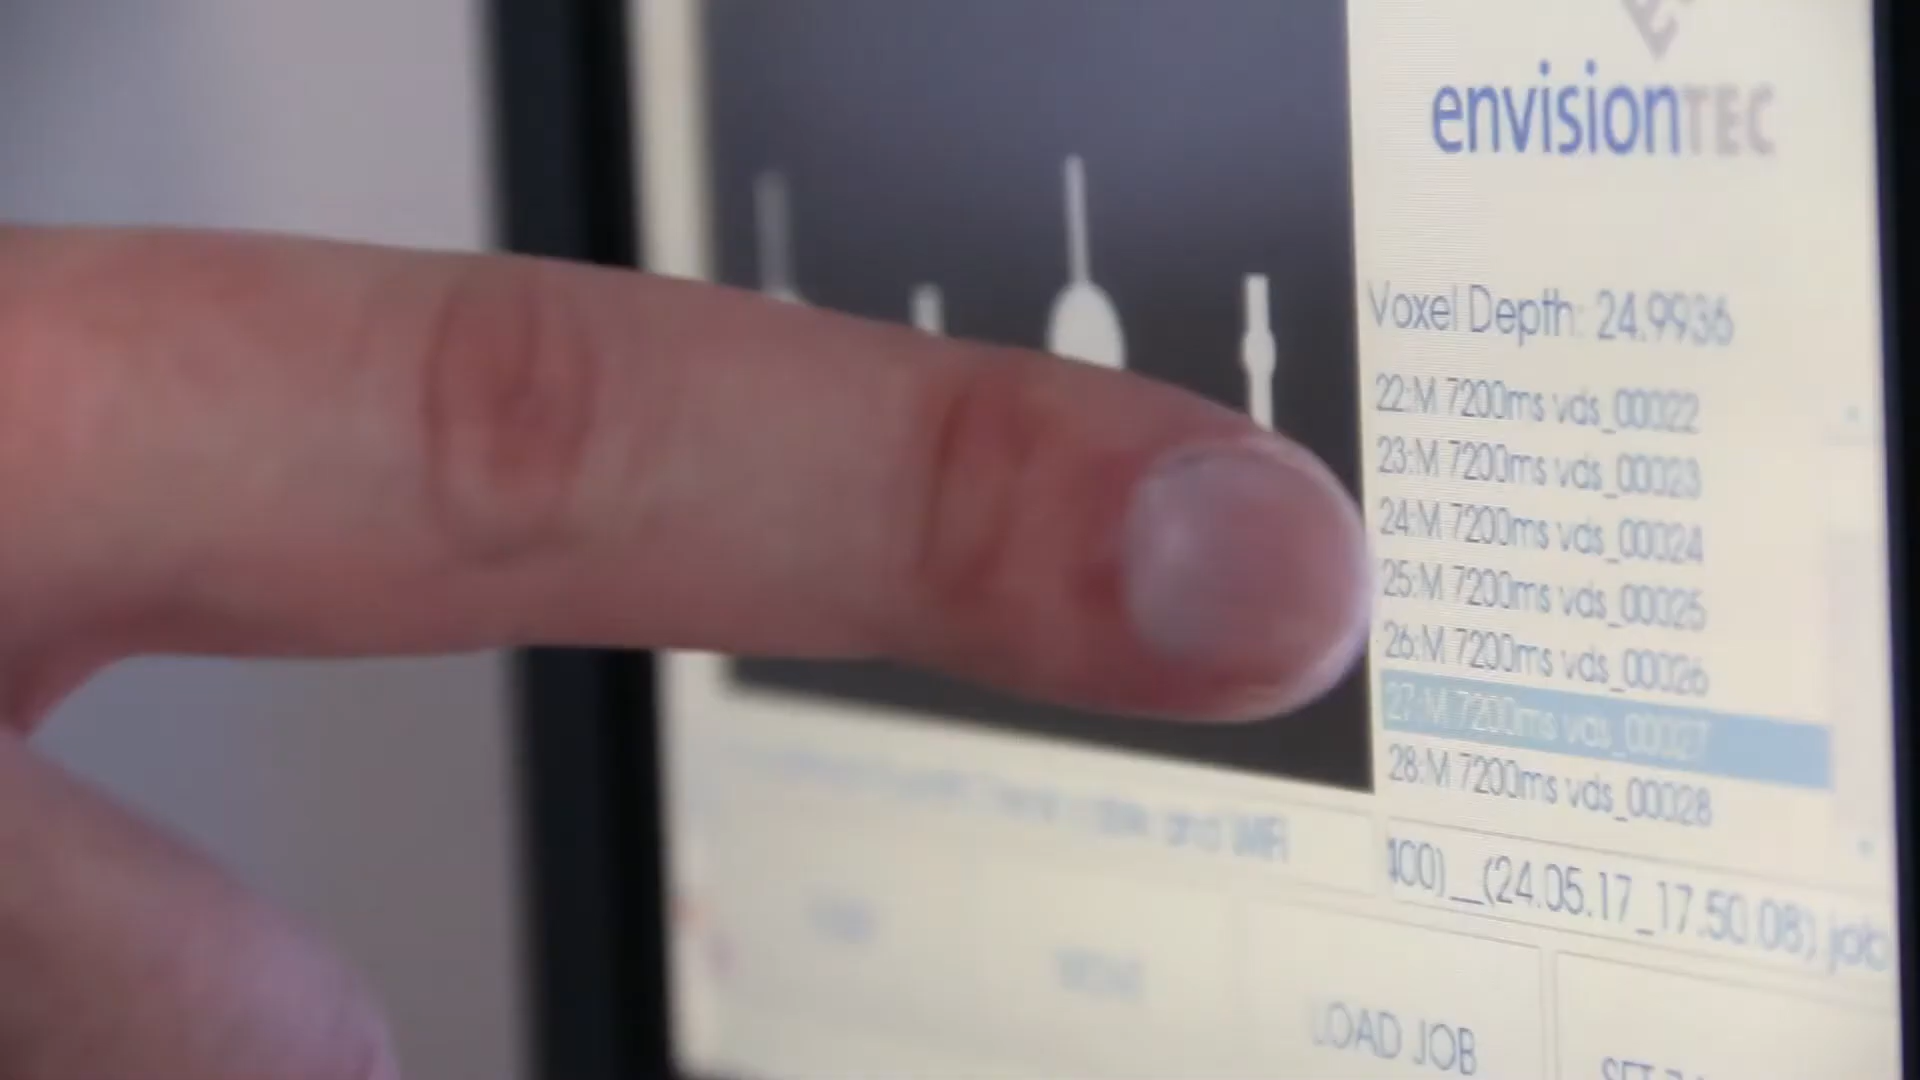 envisionTEC
Voxel Depth: 24.9936
22:M 7200ms vds_00022
23:M 7200ms vds_00023
24:M 7200ms vds_00024
25:M 7200ms vds_00025
26:M 7200ms vds_00026
27:M 7200ms vds_00027
28:M 7200ms vds_00028
400)__(24.05.17_17.50.08).job
LOAD JOB